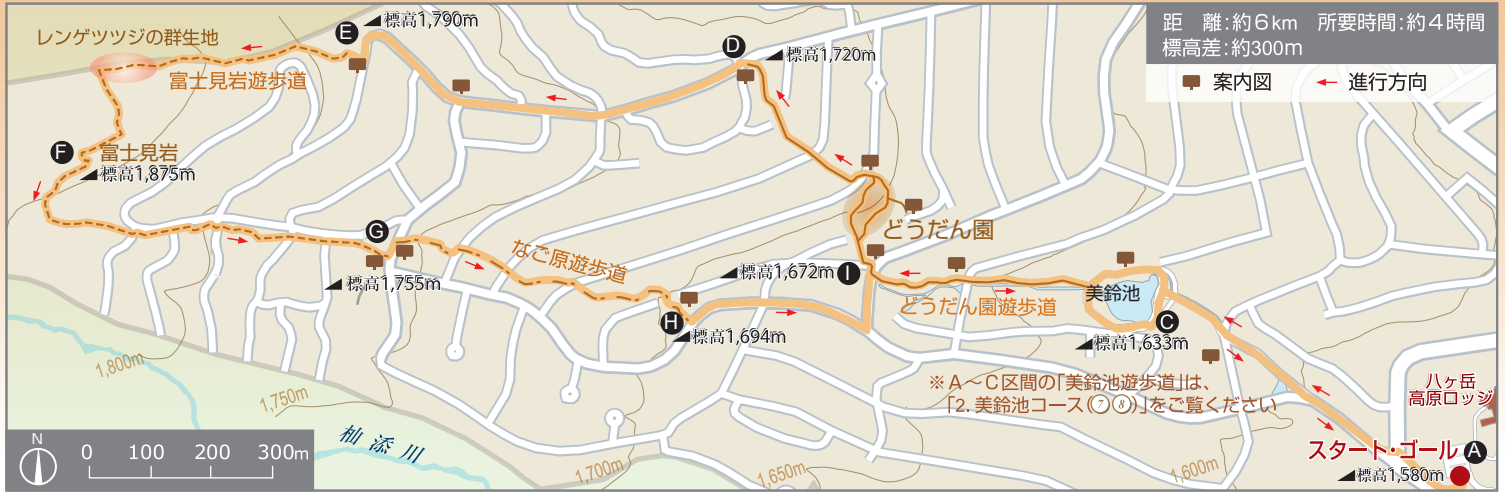 距　離：約6km　所要時間：約4時間
標高差：約300m
案内図　進行方向
レンゲツツジの群生地
E
標高1,790m
富士見岩遊歩道
D
標高1,720m
F
富士見岩
標高1,875m
G
標高1,755m
なご原遊歩道
どうだん園
標高1,672m
I
どうだん園遊歩道
美鈴池
C
標高1,633m
H
標高1,694m
※A～C区間の「美鈴池遊歩道」は、
「2. 美鈴池コース(⑦⑧)」をご覧ください
八ヶ岳
高原ロッジ
スタート・ゴール
A
標高1,580m
1,800m
1,750m
1,700m
1,650m
1,600m
杣添川
N
0 100 200 300m